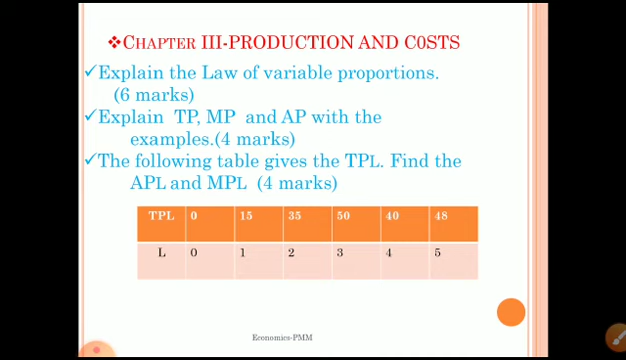 ❖CHAPTER III-PRODUCTION AND C0STS
✓Explain the Law of variable proportions.
(6 marks)
✓Explain TP, MP and AP with the
examples.(4 marks)
✓The following table gives the TPL. Find the
APL and MPL (4 marks)
TPL 0 15 35 50 40 48
L 0 1 2 3 4 5
Economics-PMM